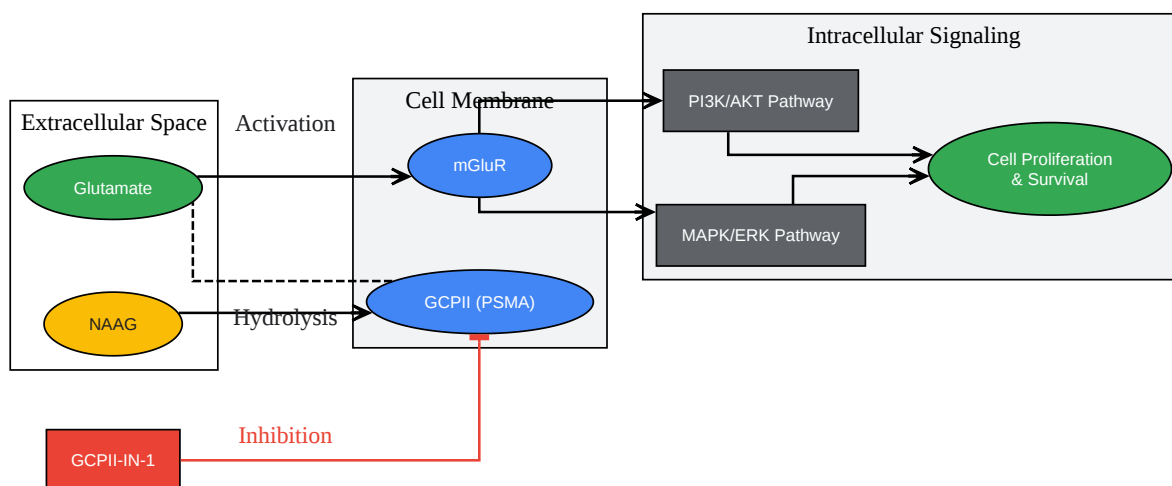 Intracellular Signaling
Cell Membrane
PI3K/AKT Pathway
Extracellular Space
Activation
mGluR
Cell Proliferation
& Survival
Glutamate
MAPK/ERK Pathway
GCPII (PSMA)
NAAG
Hydrolysis
Inhibition
GCPII-IN-1